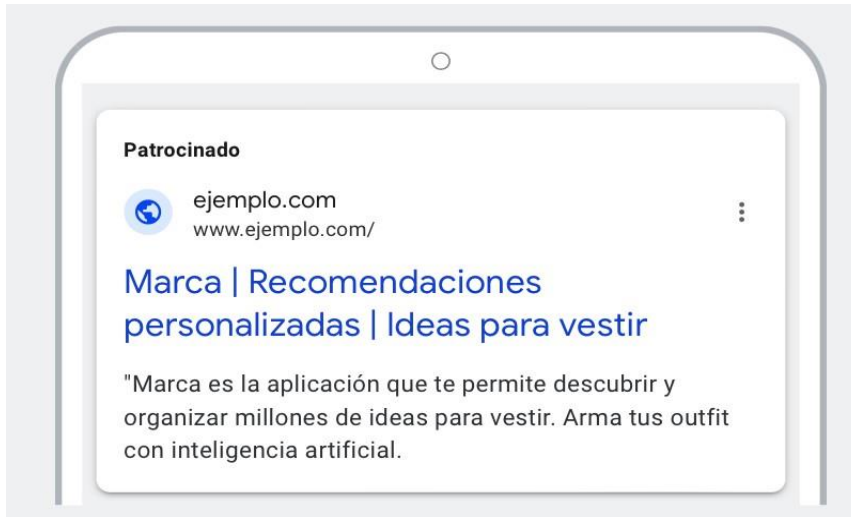 Patrocinado
ejemplo.com
www.ejemplo.com/
Marca | Recomendaciones
personalizadas | Ideas para vestir
"Marca es la aplicación que te permite descubrir y
organizar millones de ideas para vestir. Arma tus outfit
con inteligencia artificial.